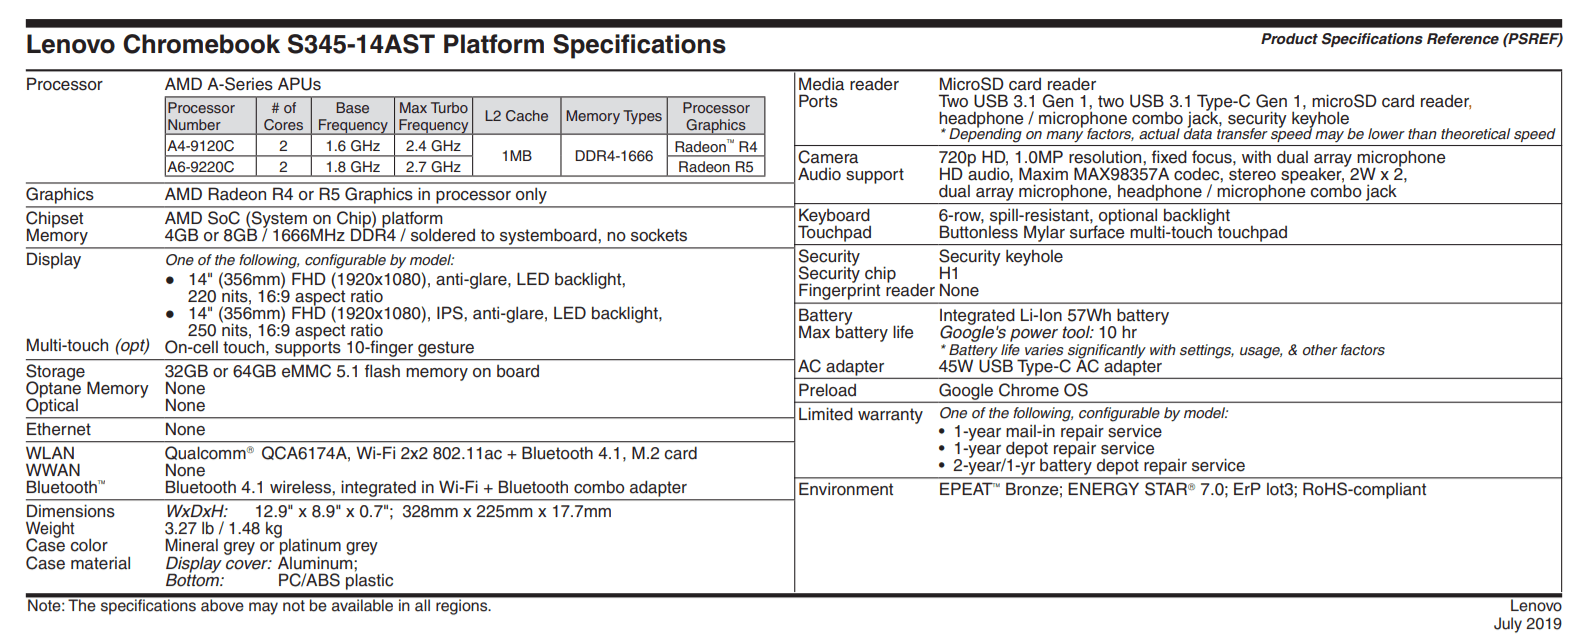 Lenovo Chromebook S345-14AST Platform Specifications
Product Specifications Reference (PSREF)
Processor AMD A-Series APUs
Processor Number # of Cores Base Frequency Max Turbo Frequency L2 Cache Memory Types Processor Graphics
A4-9120C 2 1.6 GHz 2.4 GHz 1MB DDR4-1666 Radeon™ R4
A6-9220C 2 1.8 GHz 2.7 GHz Radeon R5
Graphics AMD Radeon R4 or R5 Graphics in processor only
Chipset AMD SoC (System on Chip) platform
Memory 4GB or 8GB / 1666MHz DDR4 / soldered to systemboard, no sockets
Display One of the following, configurable by model:
● 14" (356mm) FHD (1920x1080), anti-glare, LED backlight,
220 nits, 16:9 aspect ratio
● 14" (356mm) FHD (1920x1080), IPS, anti-glare, LED backlight,
250 nits, 16:9 aspect ratio
Multi-touch (opt) On-cell touch, supports 10-finger gesture
Storage 32GB or 64GB eMMC 5.1 flash memory on board
Optane Memory None
Optical None
Ethernet None
WLAN Qualcomm® QCA6174A, Wi-Fi 2x2 802.11ac + Bluetooth 4.1, M.2 card
WWAN None
Bluetooth™ Bluetooth 4.1 wireless, integrated in Wi-Fi + Bluetooth combo adapter
Dimensions WxDxH: 12.9" x 8.9" x 0.7"; 328mm x 225mm x 17.7mm
Weight 3.27 lb / 1.48 kg
Case color Mineral grey or platinum grey
Case material Display cover: Aluminum;
Bottom: PC/ABS plastic
Media reader MicroSD card reader
Ports Two USB 3.1 Gen 1, two USB 3.1 Type-C Gen 1, microSD card reader,
headphone / microphone combo jack, security keyhole
* Depending on many factors, actual data transfer speed may be lower than theoretical speed
Camera 720p HD, 1.0MP resolution, fixed focus, with dual array microphone
Audio support HD audio, Maxim MAX98357A codec, stereo speaker, 2W x 2,
dual array microphone, headphone / microphone combo jack
Keyboard 6-row, spill-resistant, optional backlight
Touchpad Buttonless Mylar surface multi-touch touchpad
Security Security keyhole
Security chip H1
Fingerprint reader None
Battery Integrated Li-Ion 57Wh battery
Max battery life Google's power tool: 10 hr
* Battery life varies significantly with settings, usage, & other factors
AC adapter 45W USB Type-C AC adapter
Preload Google Chrome OS
Limited warranty One of the following, configurable by model:
• 1-year mail-in repair service
• 1-year depot repair service
• 2-year/1-yr battery depot repair service
Environment EPEAT™ Bronze; ENERGY STAR® 7.0; ErP lot3; RoHS-compliant
Note: The specifications above may not be available in all regions.
Lenovo
July 2019